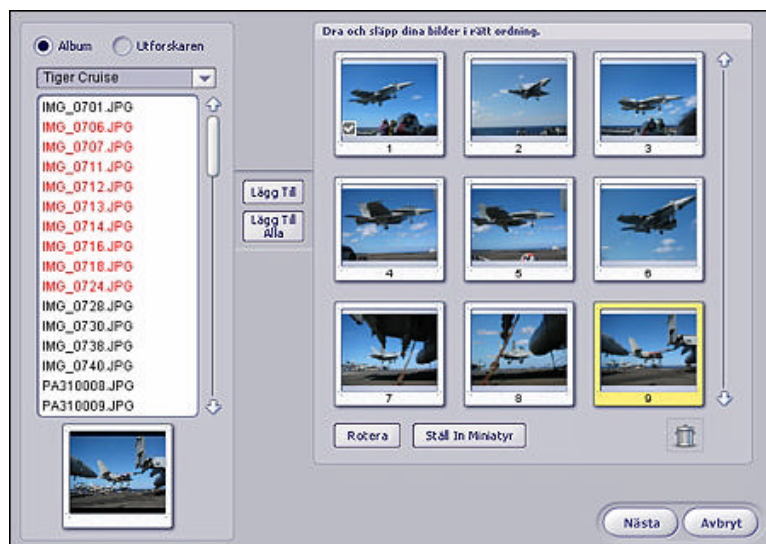 Album
Utforskaren
Tiger Cruise
IMG_0701.JPG
IMG_0706.JPG
IMG_0707.JPG
IMG_0711.JPG
IMG_0712.JPG
IMG_0713.JPG
IMG_0714.JPG
IMG_0716.JPG
IMG_0718.JPG
IMG_0724.JPG
IMG_0728.JPG
IMG_0730.JPG
IMG_0738.JPG
IMG_0740.JPG
PA310008.JPG
PA310009.JPG
Lägg Till
Lägg Till
Alla
Dra och släpp dina bilder i rätt ordning.
1
2
3
4
5
6
7
8
9
Rotera
Ställ In Miniatyr
Nästa
Avbryt